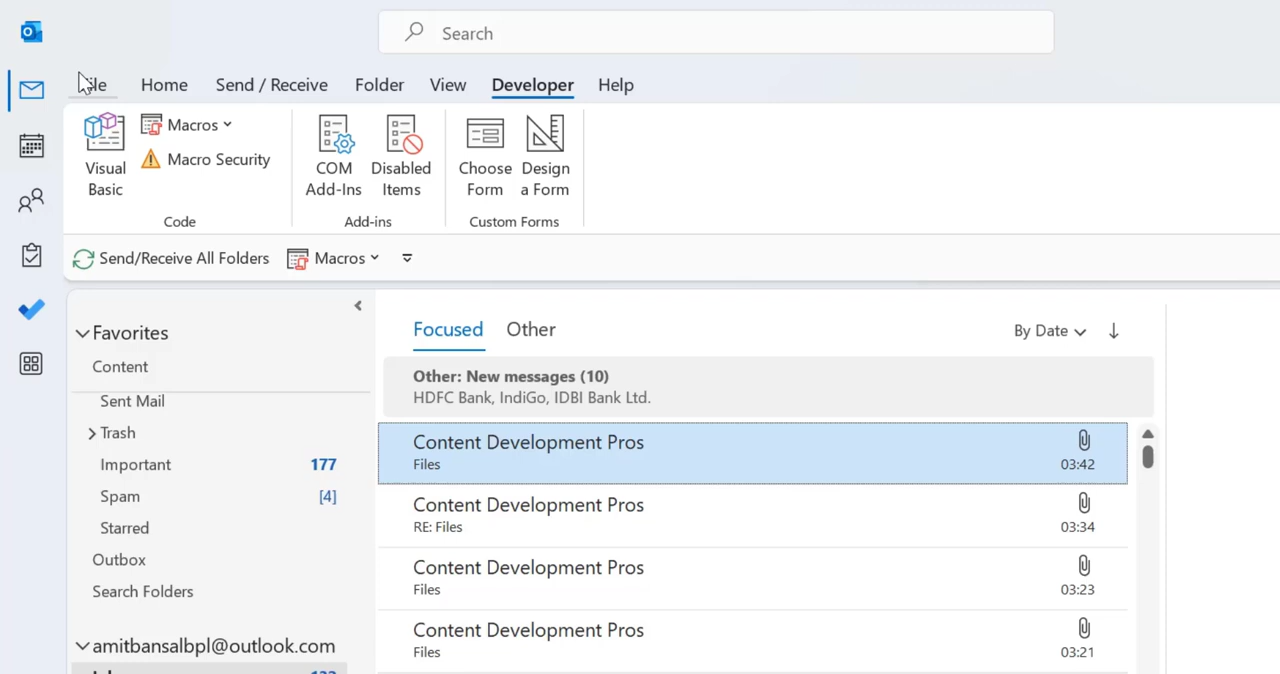 Search
File Home Send / Receive Folder View Developer Help
Visual Basic
Macros
Macro Security
Code
COM Add-Ins
Disabled Items
Add-ins
Choose Form
Design a Form
Custom Forms
Send/Receive All Folders Macros
Favorites
Content
Sent Mail
Trash
Important 177
Spam [4]
Starred
Outbox
Search Folders
amitbansalbpl@outlook.com
Focused Other By Date
Other: New messages (10)
HDFC Bank, IndiGo, IDBI Bank Ltd.
Content Development Pros
Files 03:42
Content Development Pros
RE: Files 03:34
Content Development Pros
Files 03:23
Content Development Pros
Files 03:21